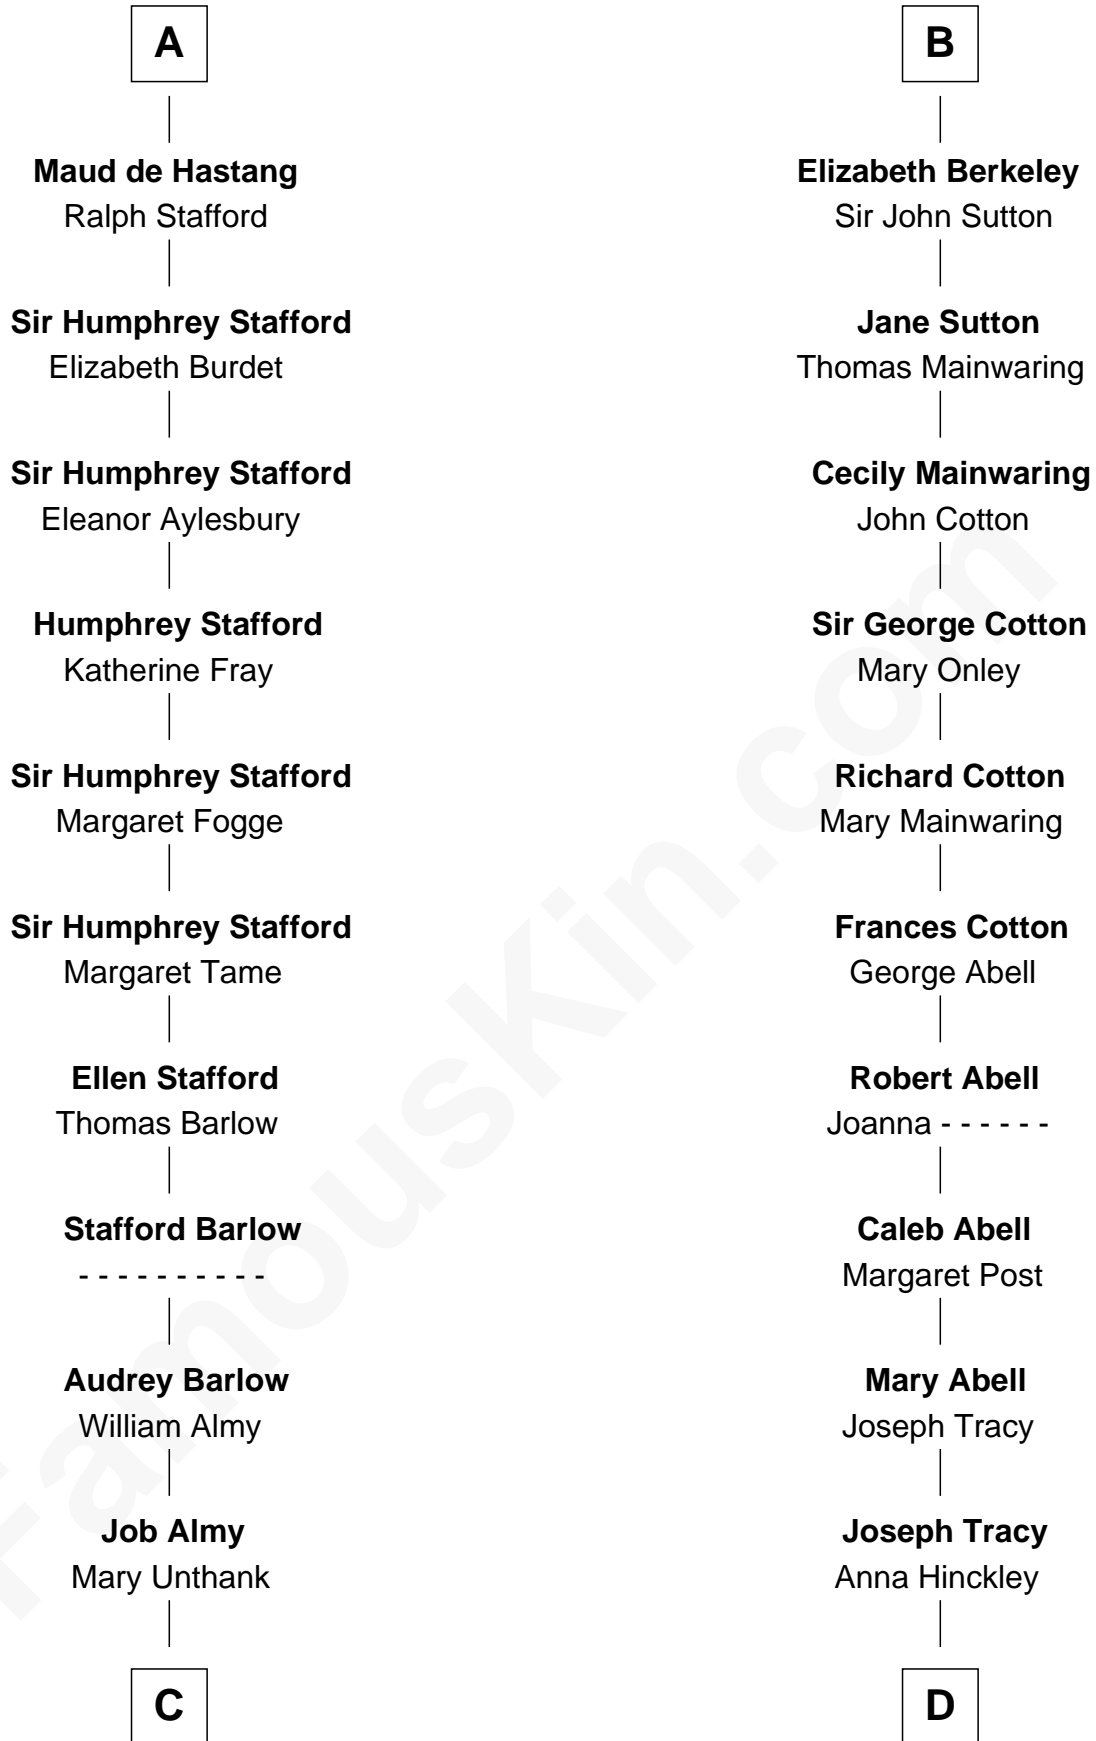 A
Maud de Hastang
Ralph Stafford
Sir Humphrey Stafford
Elizabeth Burdet
Sir Humphrey Stafford
Eleanor Aylesbury
Humphrey Stafford
Katherine Fray
Sir Humphrey Stafford
Margaret Fogge
Sir Humphrey Stafford
Margaret Tame
Ellen Stafford
Thomas Barlow
Stafford Barlow
- - - - - - - - - -
Audrey Barlow
William Almy
Job Almy
Mary Unthank
C
B
Elizabeth Berkeley
Sir John Sutton
Jane Sutton
Thomas Mainwaring
Cecily Mainwaring
John Cotton
Sir George Cotton
Mary Onley
Richard Cotton
Mary Mainwaring
Frances Cotton
George Abell
Robert Abell
Joanna - - - - - -
Caleb Abell
Margaret Post
Mary Abell
Joseph Tracy
Joseph Tracy
Anna Hinckley
D
FamousKin.com